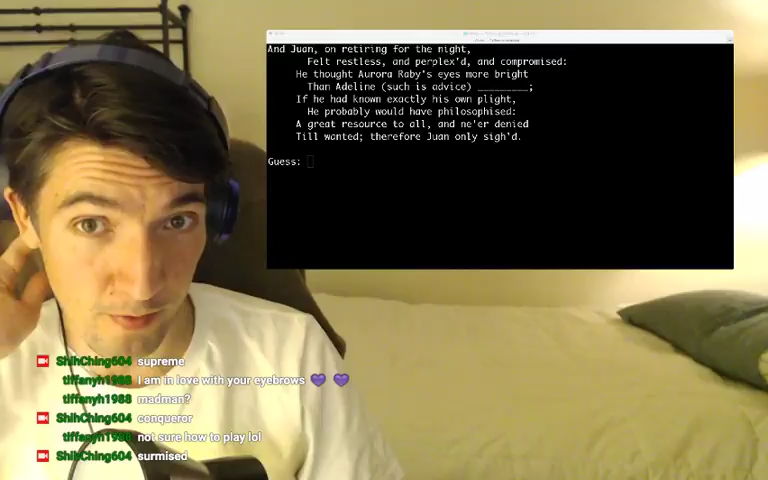 And Juan, on retiring for the night,
Felt restless, and perplex'd, and compromised:
He thought Aurora Raby's eyes more bright
Than Adeline (such is advice) ________;
If he had known exactly his own plight,
He probably would have philosophised:
A great resource to all, and ne'er denied
Till wanted; therefore Juan only sigh'd.
Guess:
ShihChing604 supreme
tiffanyh1988 I am in love with your eyebrows 💜 💜
tiffanyh1988 madman?
ShihChing604 conqueror
tiffanyh1988 not sure how to play lol
ShihChing604 surmised